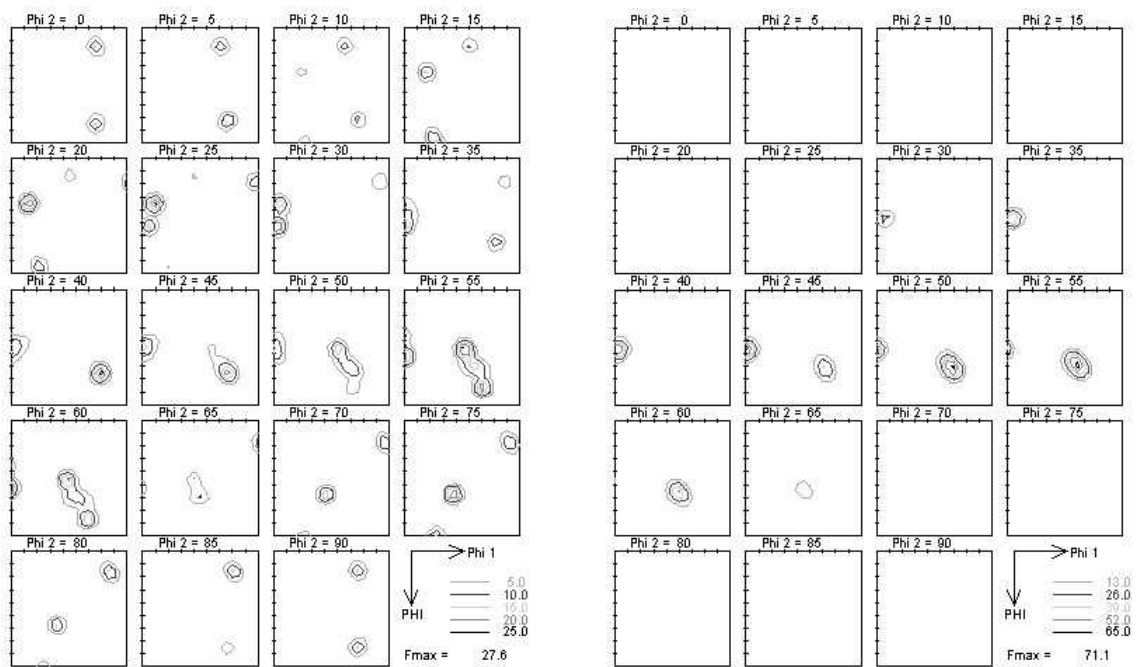 Phi 2 = 0 Phi 2 = 5 Phi 2 = 10 Phi 2 = 15
Phi 2 = 20 Phi 2 = 25 Phi 2 = 30 Phi 2 = 35
Phi 2 = 40 Phi 2 = 45 Phi 2 = 50 Phi 2 = 55
Phi 2 = 60 Phi 2 = 65 Phi 2 = 70 Phi 2 = 75
Phi 2 = 80 Phi 2 = 85 Phi 2 = 90
Phi 1
PHI
5.0
10.0
15.0
20.0
25.0
Fmax = 27.6
Phi 2 = 0 Phi 2 = 5 Phi 2 = 10 Phi 2 = 15
Phi 2 = 20 Phi 2 = 25 Phi 2 = 30 Phi 2 = 35
Phi 2 = 40 Phi 2 = 45 Phi 2 = 50 Phi 2 = 55
Phi 2 = 60 Phi 2 = 65 Phi 2 = 70 Phi 2 = 75
Phi 2 = 80 Phi 2 = 85 Phi 2 = 90
Phi 1
PHI
13.0
26.0
39.0
52.0
65.0
Fmax = 71.1